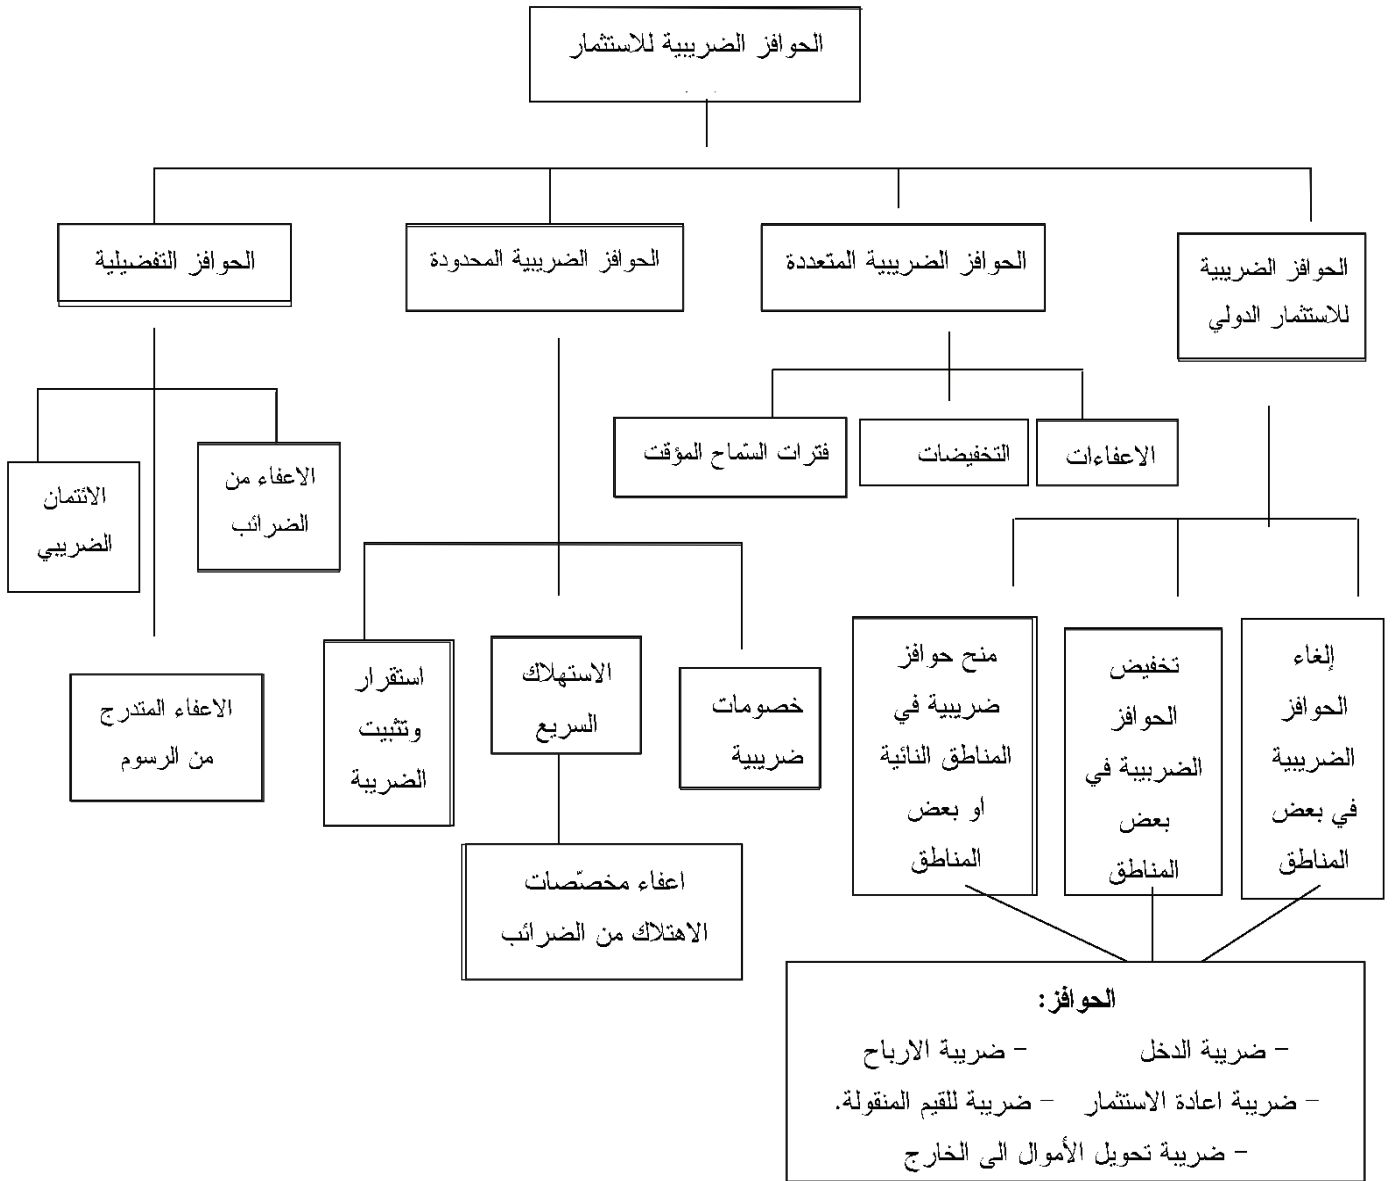 الحوافز الضريبية للاستثمار
الحوافز الضريبية
للاستثمار الدولي
الحوافز الضريبية المتعددة
الحوافز الضريبية المحدودة
الحوافز التفضيلية
الاعفاءات
التخفيضات
فترات السّماح المؤقت
الاعفاء من
الضرائب
الائتمان
الضريبي
إلغاء
الحوافز
الضريبية
في بعض
المناطق
تخفيض
الحوافز
الضريبية في
بعض
المناطق
منح حوافز
ضريبية في
المناطق النائية
او بعض
المناطق
خصومات
ضريبية
الاستهلاك
السريع
استقرار
وتثبيت
الضريبة
الاعفاء المتدرج
من الرسوم
اعفاء مخصّصات
الاهتلاك من الضرائب
الحوافز:
- ضريبة الدخل - ضريبة الارباح
- ضريبة اعادة الاستثمار - ضريبة للقيم المنقولة.
- ضريبة تحويل الأموال الى الخارج